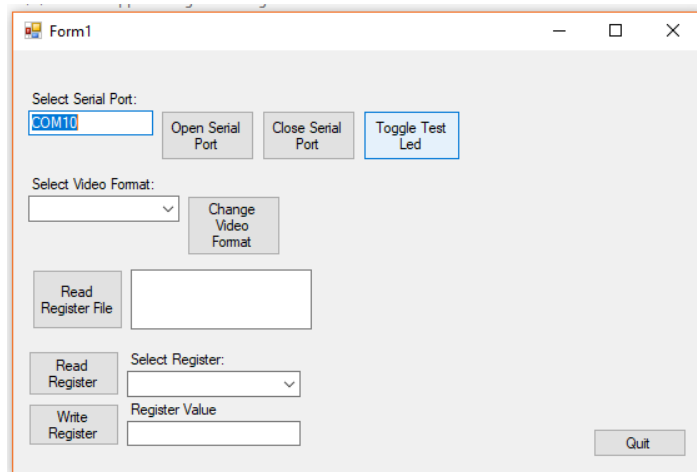 Form1
Select Serial Port:
COM10
Open Serial
Port
Close Serial
Port
Toggle Test
Led
Select Video Format:
Change
Video
Format
Read
Register File
Read
Register
Select Register:
Write
Register
Register Value
Quit